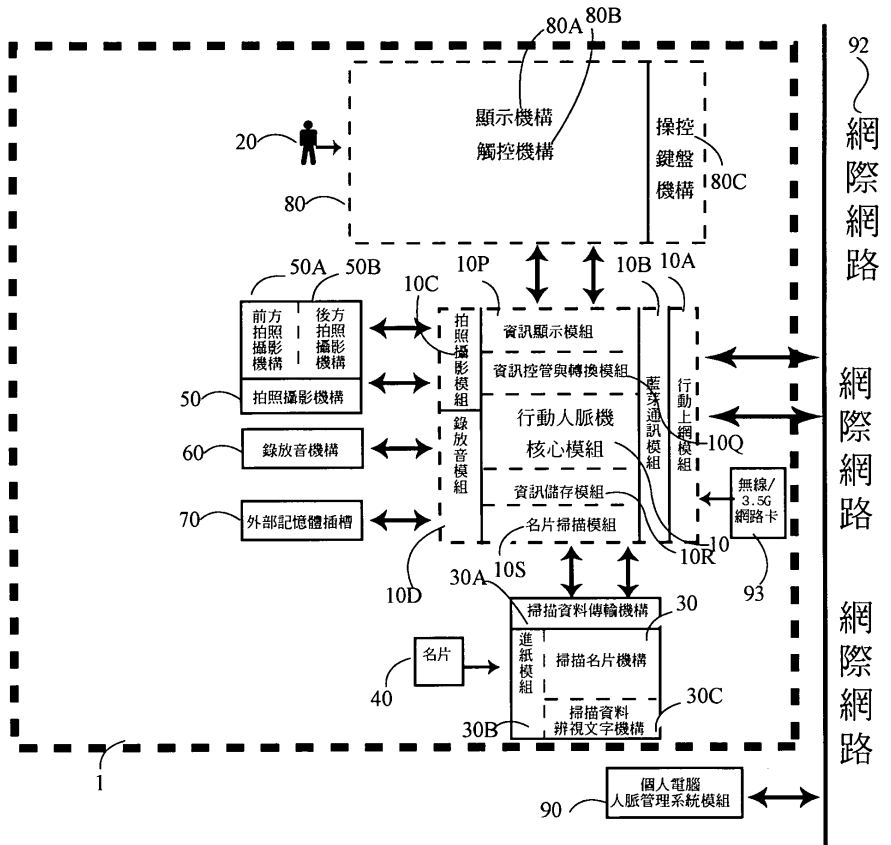 80A
80B
92
網際網路
網際網路
網際網路
顯示機構
觸控機構
操控
鍵盤
機構
80C
20
80
50A
50B
10C
10P
10B
10A
前方
拍照
攝影
機構
後方
拍照
攝影
機構
拍照攝影機構
50
拍照攝影模組
資訊顯示模組
資訊控管與轉換模組
行動人脈機
核心模組
資訊儲存模組
名片掃描模組
藍芽通訊模組
行動上網模組
10Q
錄放音模組
60
錄放音機構
70
外部記憶體插槽
無線/
3.5G
網路卡
93
10D
10S
10R
10
30A
掃描資料傳輸機構
30
進紙模組
掃描名片機構
名片
40
掃描資料
辨視文字機構
30B
30C
1
個人電腦
人脈管理系統模組
90